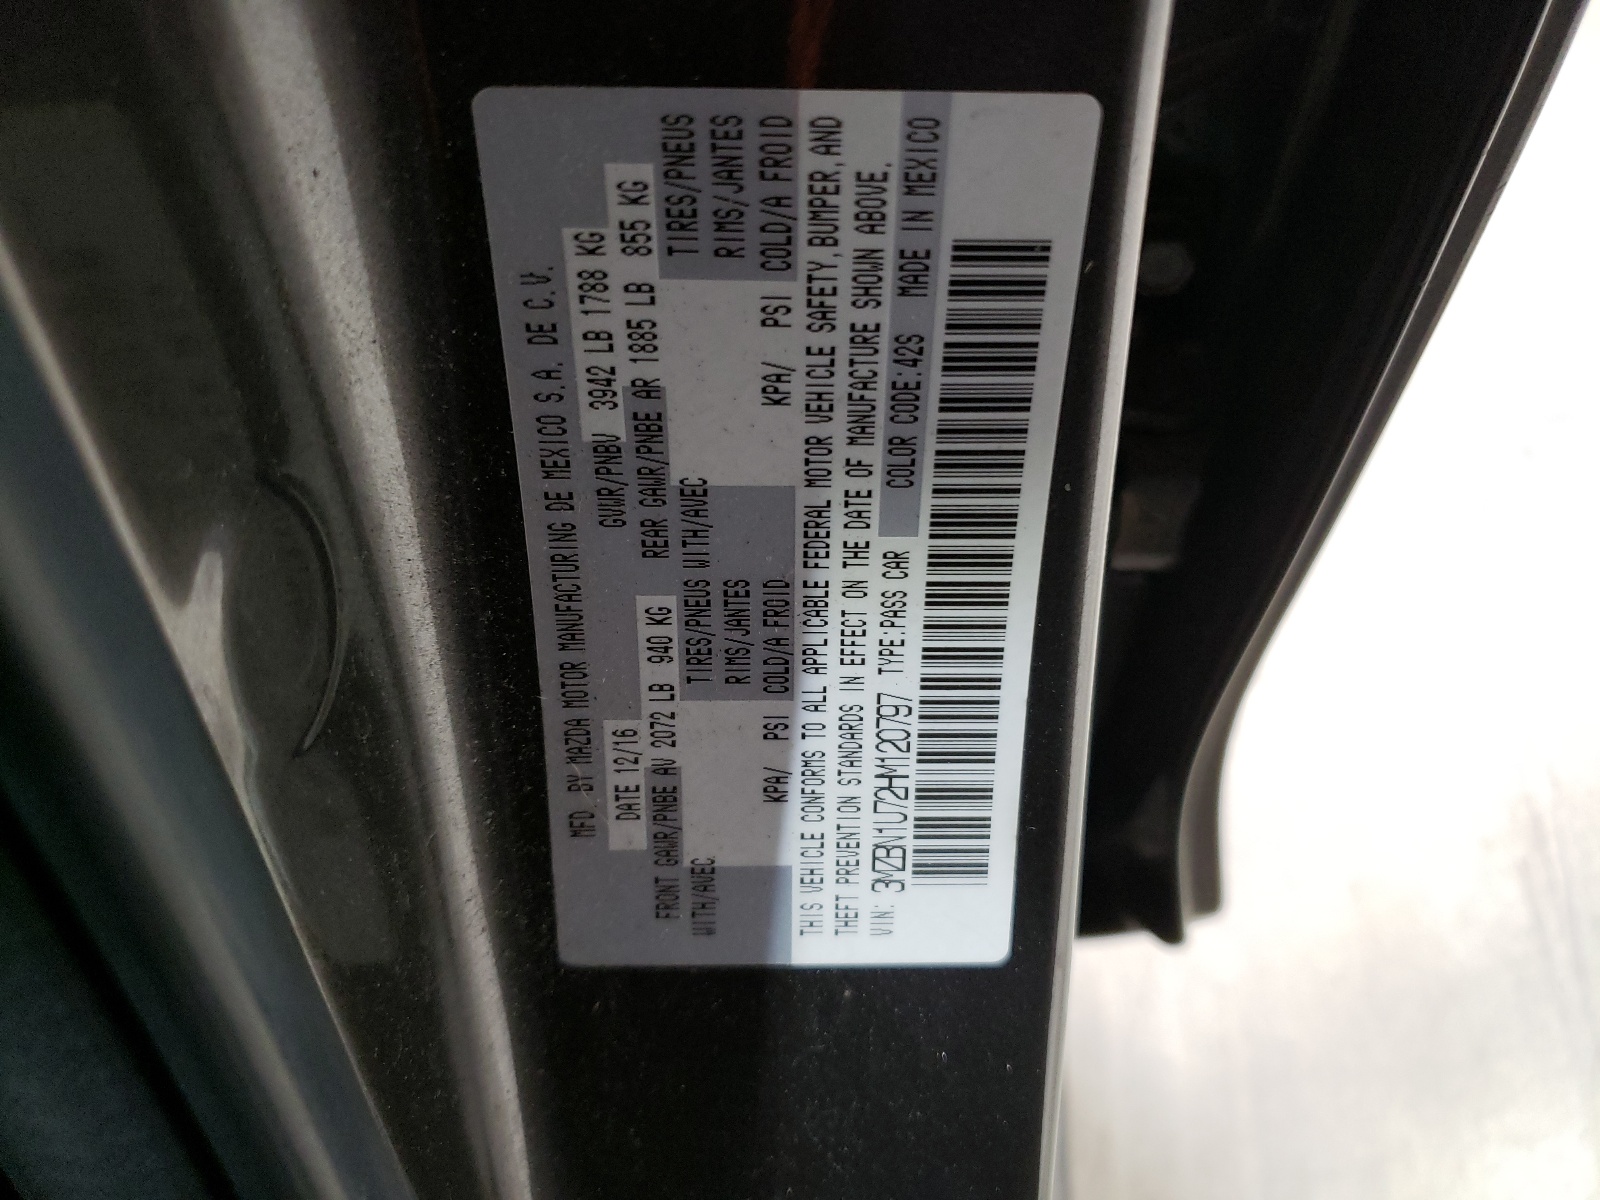 MFD BY MAZDA MOTOR MANUFACTURING DE MEXICO S.A. DE C.V.
DATE 12/16 GVWR/PNBV 3942 LB 1788 KG
FRONT GAWR/PNBE AV 2072 LB 940 KG REAR GAWR/PNBE AR 1885 LB 855 KG
WITH/AVEC TIRES/PNEUS WITH/AVEC TIRES/PNEUS
RIMS/JANTES RIMS/JANTES
KPA/ PSI COLD/A FROID KPA/ PSI COLD/A FROID
THIS VEHICLE CONFORMS TO ALL APPLICABLE FEDERAL MOTOR VEHICLE SAFETY, BUMPER, AND
THEFT PREVENTION STANDARDS IN EFFECT ON THE DATE OF MANUFACTURE SHOWN ABOVE.
VIN: 3MZBN1U72HM120797 TYPE:PASS CAR COLOR CODE:42S MADE IN MEXICO